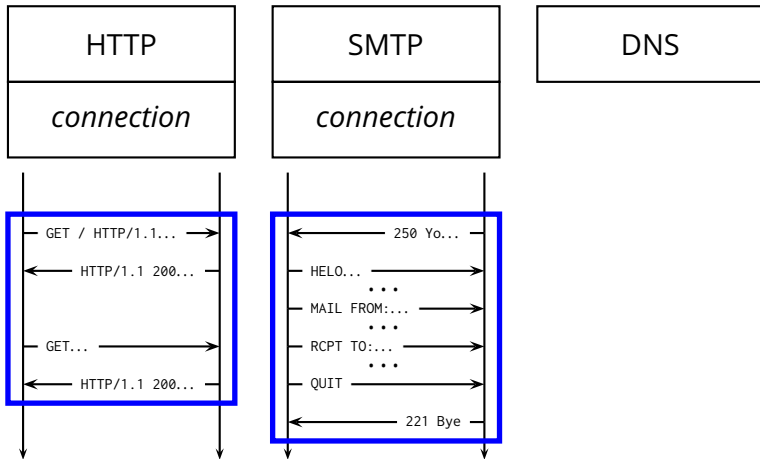 HTTP
connection
GET / HTTP/1.1...
HTTP/1.1 200...
GET...
HTTP/1.1 200...
SMTP
connection
250 Yo...
HELO...
...
MAIL FROM:...
...
RCPT TO:...
...
QUIT
221 Bye
DNS